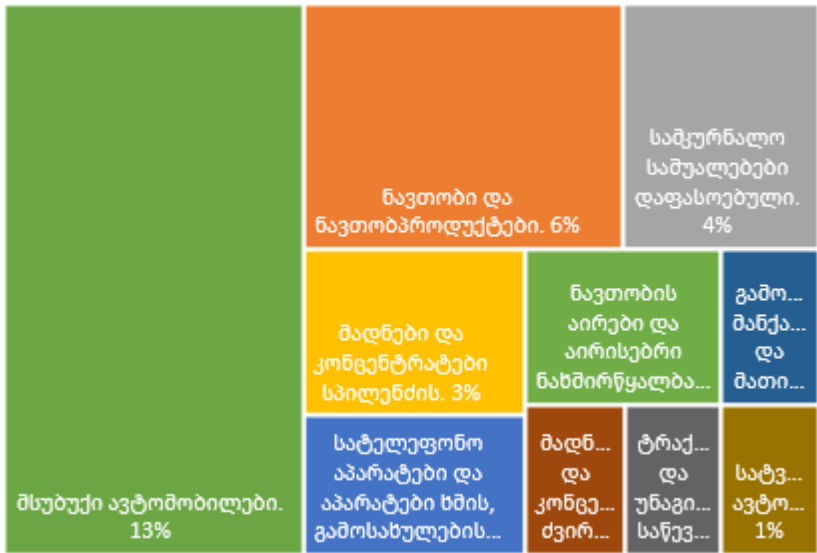 მსუბუქი ავტომობილები.
13%
ნავთობი და
ნავთობპროდუქტები. 6%
სამკურნალო
საშუალებები
დაფასოებული.
4%
მადნები და
კონცენტრატები
სპილენძის. 3%
ნავთობის
აირები და
აირისებრი
ნახშირწყალბა...
გამო...
მანქა...
და
მათი...
სატელეფონო
აპარატები და
აპარატები ხმის,
გამოსახულების...
მადნ...
და
კონცე...
ძვირ...
ტრაქ...
და
უნაგი...
საწევ...
სატვ...
ავტო...
1%